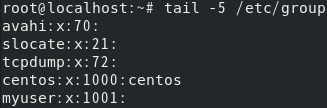 root@localhost:~# tail -5 /etc/group
avahi:x:70:
slocate:x:21:
tcpdump:x:72:
centos:x:1000:centos
myuser:x:1001: